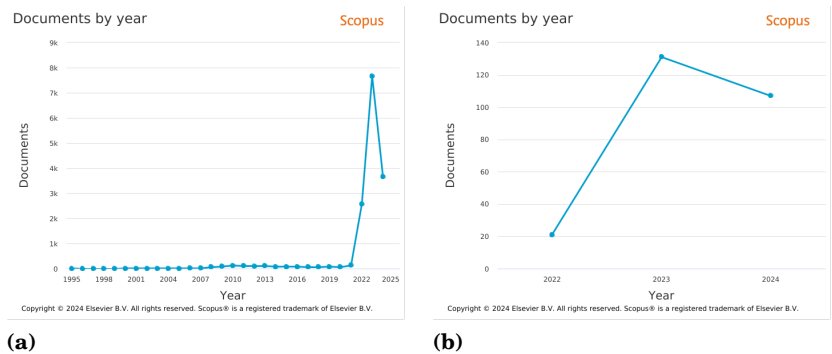 Documents by year
Scopus
9k
8k
7k
6k
5k
4k
3k
2k
1k
0
Documents
1995 1998 2001 2004 2007 2010 2013 2016 2019 2022 2025
Year
Copyright © 2024 Elsevier B.V. All rights reserved. Scopus® is a registered trademark of Elsevier B.V.
(a)
Documents by year
Scopus
140
120
100
80
60
40
20
0
Documents
2022 2023 2024
Year
Copyright © 2024 Elsevier B.V. All rights reserved. Scopus® is a registered trademark of Elsevier B.V.
(b)